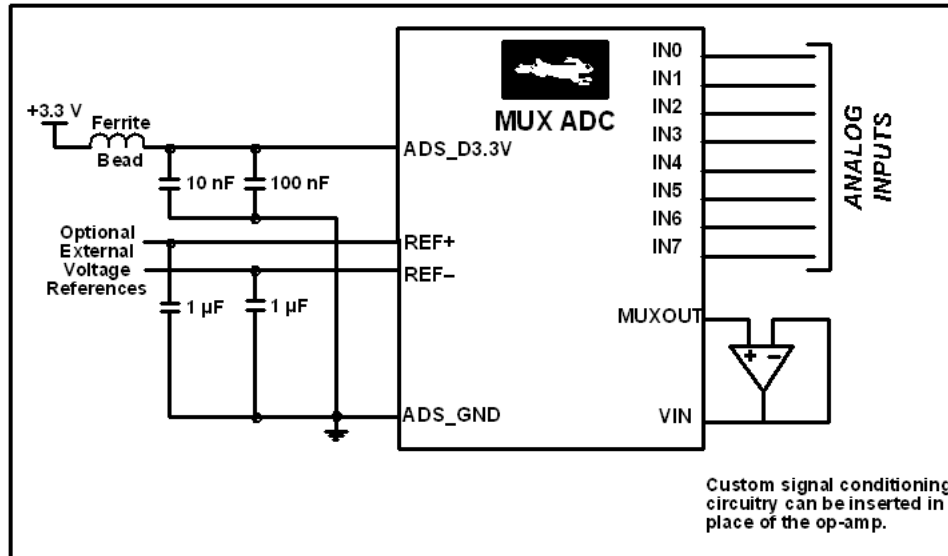 +3.3 V
Ferrite
Bead
10 nF
100 nF
Optional
External
Voltage
References
1 µF
1 µF
MUX ADC
ADS_D3.3V
REF+
REF–
ADS_GND
IN0
IN1
IN2
IN3
IN4
IN5
IN6
IN7
MUXOUT
VIN
+ –
ANALOG
INPUTS
Custom signal conditioning
circuitry can be inserted in
place of the op-amp.